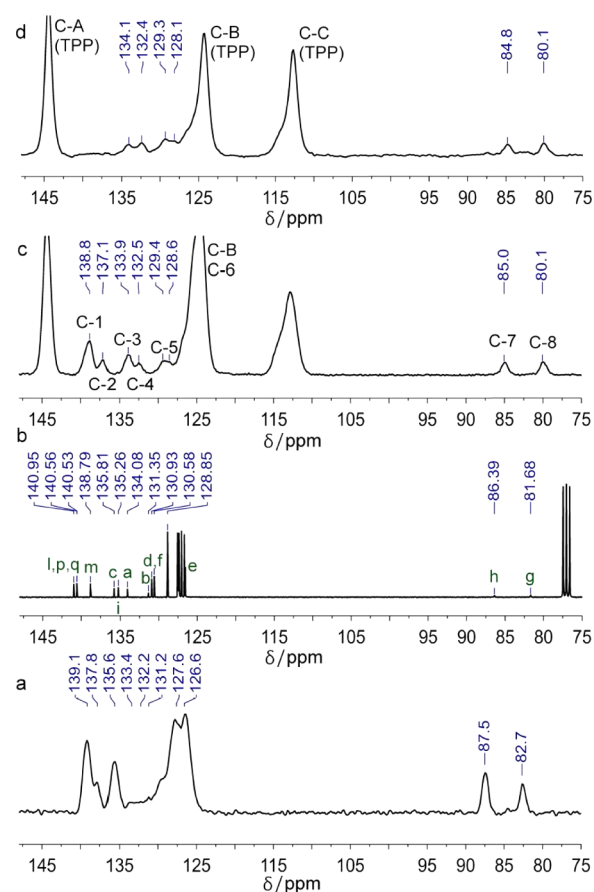 d
C-A
(TPP)
134.1
132.4
129.3
128.1
C-B
(TPP)
C-C
(TPP)
84.8
80.1
145 135 125 115 105 95 90 85 80 75
δ/ppm
c
138.8
137.1
133.9
132.5
129.4
128.6
C-B
C-6
85.0
80.1
C-1
C-2
C-3
C-4
C-5
C-7
C-8
145 135 125 115 105 95 90 85 80 75
δ/ppm
b
140.95
140.56
140.53
138.79
135.81
135.26
134.08
131.35
130.93
130.58
128.85
86.39
81.68
l,p,q
m
c
i
a
b
d,f
e
h
g
145 135 125 115 105 95 90 85 80 75
δ/ppm
a
139.1
137.8
135.6
133.4
132.2
131.2
127.6
126.6
87.5
82.7
145 135 125 115 105 95 90 85 80 75
δ/ppm